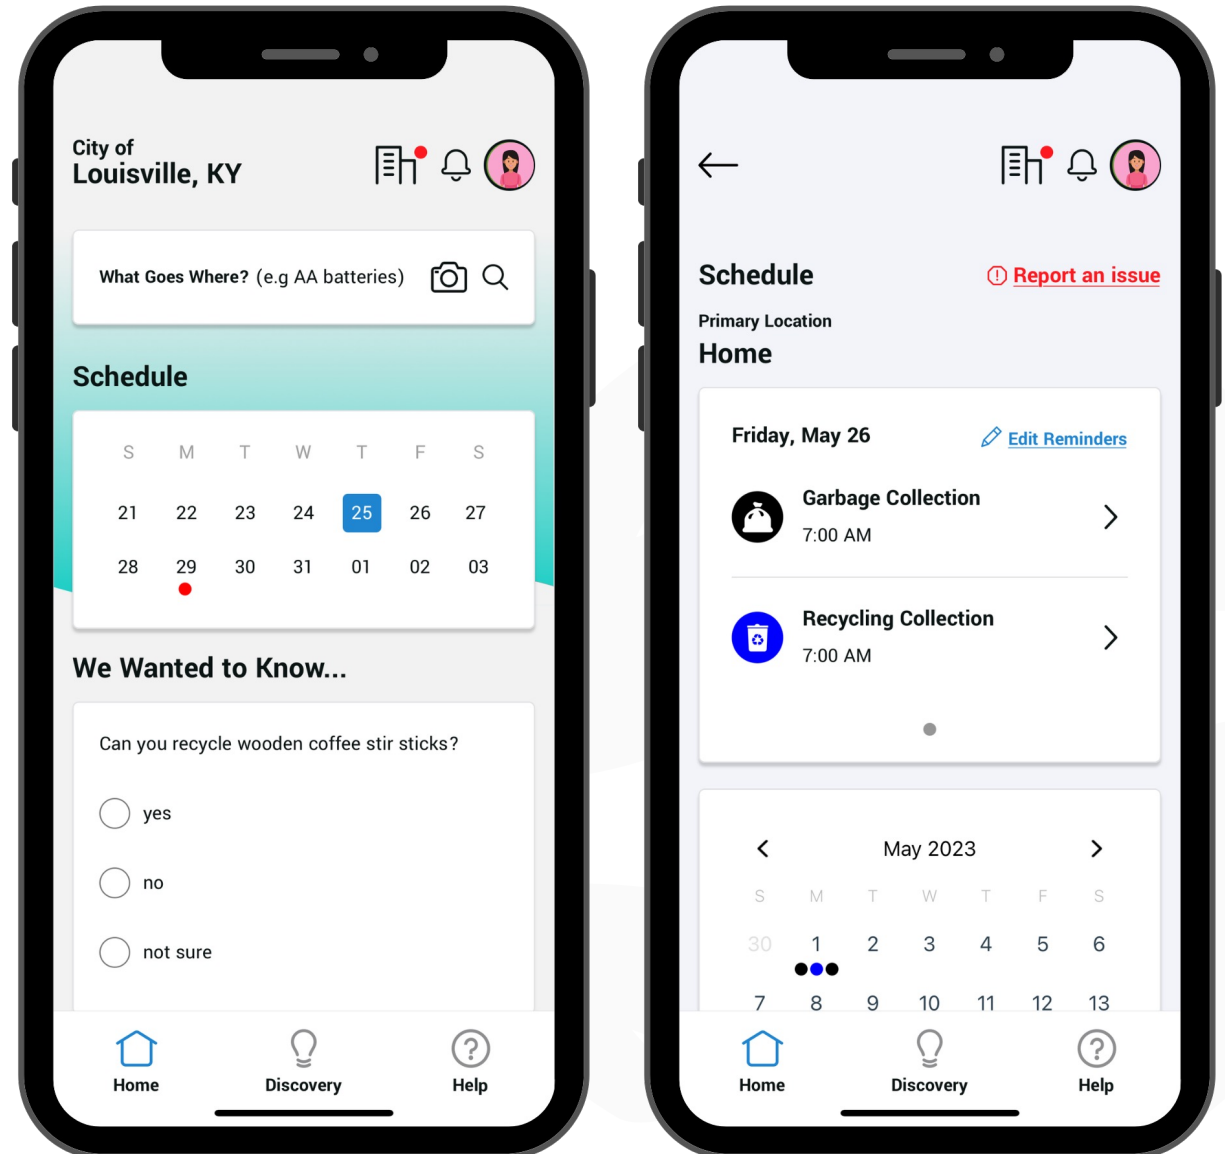 City of
Louisville, KY
What Goes Where? (e.g AA batteries)
Schedule
S M T W T F S
21 22 23 24 25 26 27
28 29 30 31 01 02 03
We Wanted to Know...
Can you recycle wooden coffee stir sticks?
yes
no
not sure
Home Discovery Help
Schedule
Report an issue
Primary Location
Home
Friday, May 26
Edit Reminders
Garbage Collection
7:00 AM
Recycling Collection
7:00 AM
May 2023
S M T W T F S
30 1 2 3 4 5 6
7 8 9 10 11 12 13
Home Discovery Help